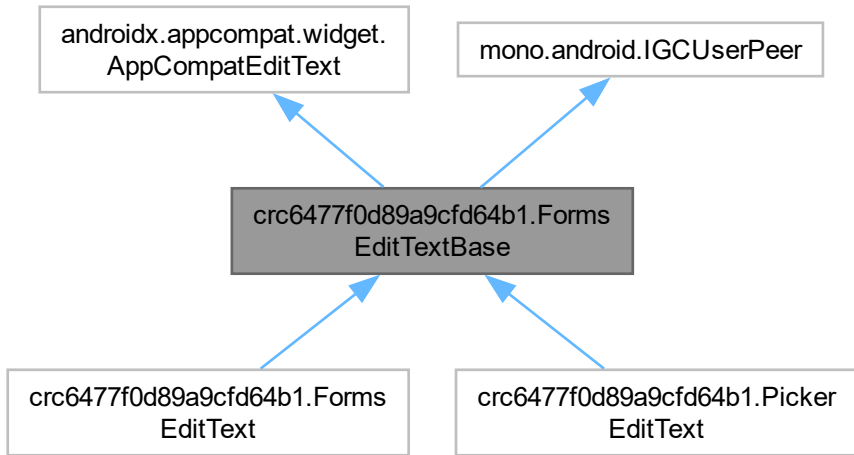 androidx.appcompat.widget.
AppCompatEditText
mono.android.IGCUserPeer
crc6477f0d89a9cfd64b1.Forms
EditTextBase
crc6477f0d89a9cfd64b1.Forms
EditText
crc6477f0d89a9cfd64b1.Picker
EditText